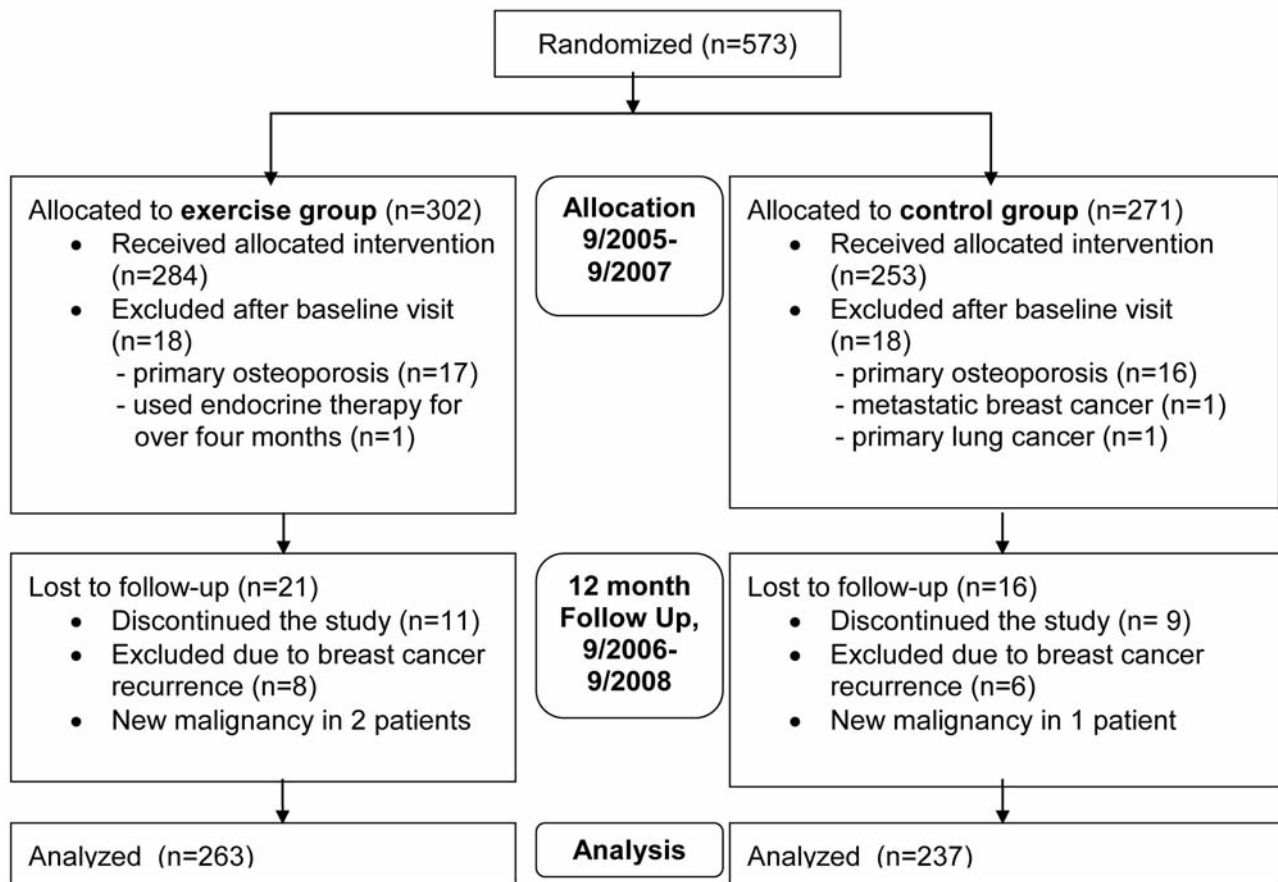 Randomized (n=573)
Allocated to exercise group (n=302)
• Received allocated intervention
(n=284)
• Excluded after baseline visit
(n=18)
- primary osteoporosis (n=17)
- used endocrine therapy for
over four months (n=1)
Allocation
9/2005-
9/2007
Allocated to control group (n=271)
• Received allocated intervention
(n=253)
• Excluded after baseline visit
(n=18)
- primary osteoporosis (n=16)
- metastatic breast cancer (n=1)
- primary lung cancer (n=1)
Lost to follow-up (n=21)
• Discontinued the study (n=11)
• Excluded due to breast cancer
recurrence (n=8)
• New malignancy in 2 patients
12 month
Follow Up,
9/2006-
9/2008
Lost to follow-up (n=16)
• Discontinued the study (n= 9)
• Excluded due to breast cancer
recurrence (n=6)
• New malignancy in 1 patient
Analyzed (n=263)
Analysis
Analyzed (n=237)